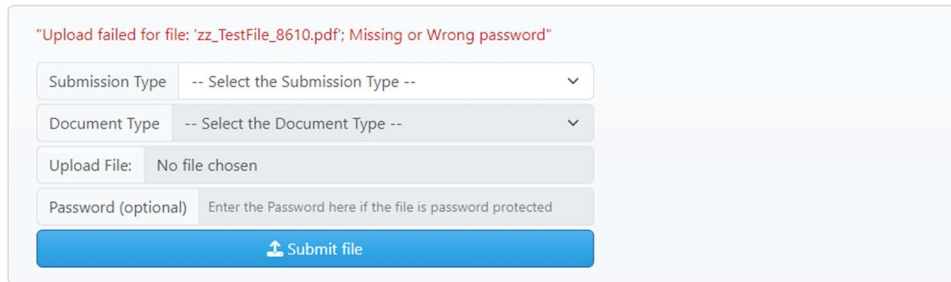 "Upload failed for file: 'zz_TestFile_8610.pdf'; Missing or Wrong password"
Submission Type -- Select the Submission Type --
Document Type -- Select the Document Type --
Upload File: No file chosen
Password (optional) Enter the Password here if the file is password protected
Submit file